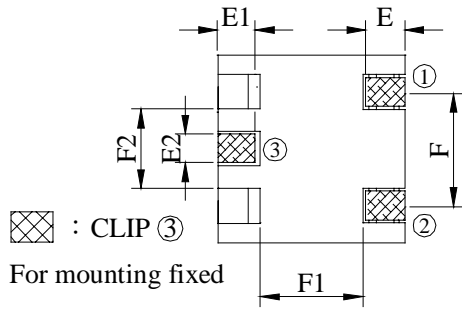 E1
E
①
F2
E2
③
F
②
: CLIP ③
For mounting fixed
F1